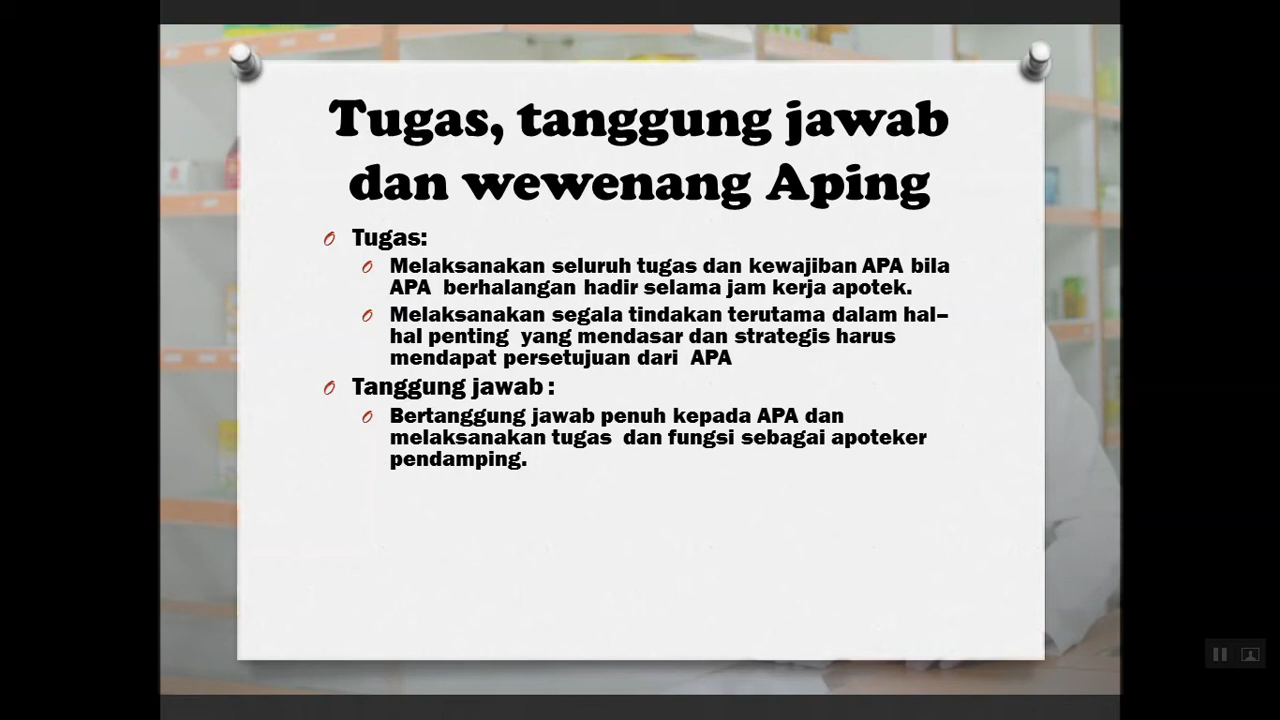 Tugas, tanggung jawab
dan wewenang Aping
Tugas:
Melaksanakan seluruh tugas dan kewajiban APA bila
APA berhalangan hadir selama jam kerja apotek.
Melaksanakan segala tindakan terutama dalam hal–
hal penting yang mendasar dan strategis harus
mendapat persetujuan dari APA
Tanggung jawab :
Bertanggung jawab penuh kepada APA dan
melaksanakan tugas dan fungsi sebagai apoteker
pendamping.